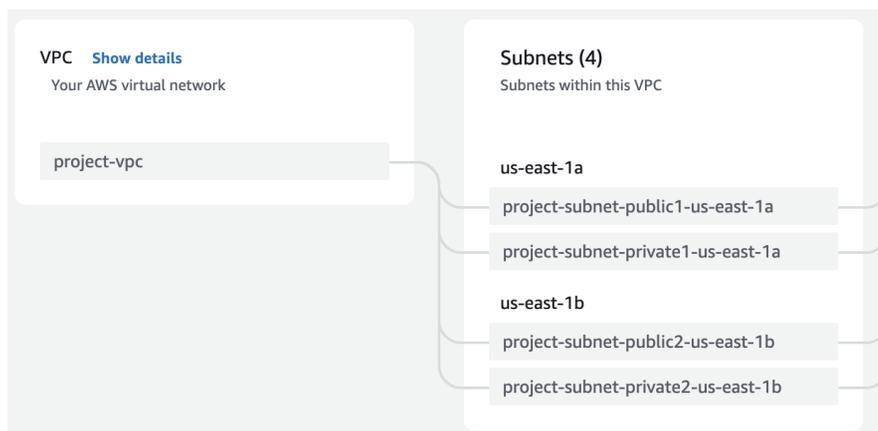 VPC Show details
Your AWS virtual network
project-vpc
Subnets (4)
Subnets within this VPC
us-east-1a
project-subnet-public1-us-east-1a
project-subnet-private1-us-east-1a
us-east-1b
project-subnet-public2-us-east-1b
project-subnet-private2-us-east-1b